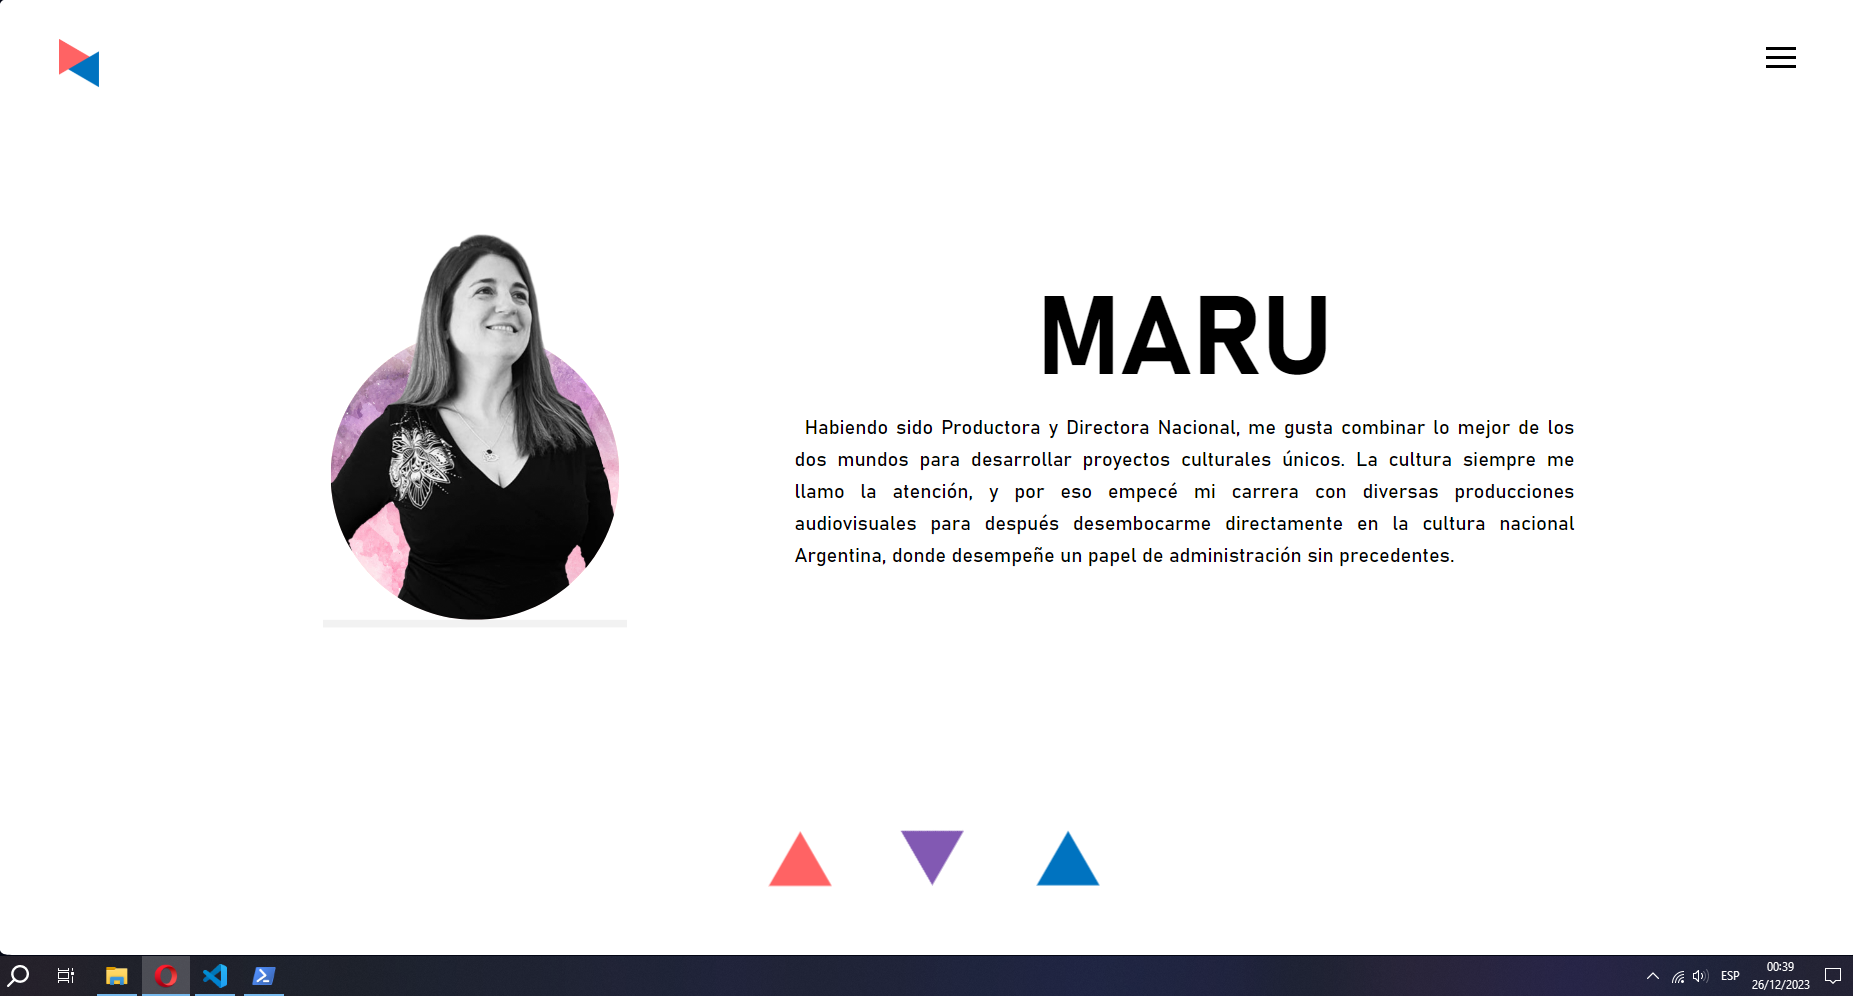 MARU
Habiendo sido Productora y Directora Nacional, me gusta combinar lo mejor de los
dos mundos para desarrollar proyectos culturales únicos. La cultura siempre me
llamo la atención, y por eso empecé mi carrera con diversas producciones
audiovisuales para después desembocarme directamente en la cultura nacional
Argentina, donde desempeñe un papel de administración sin precedentes.
ESP
00:39
26/12/2023